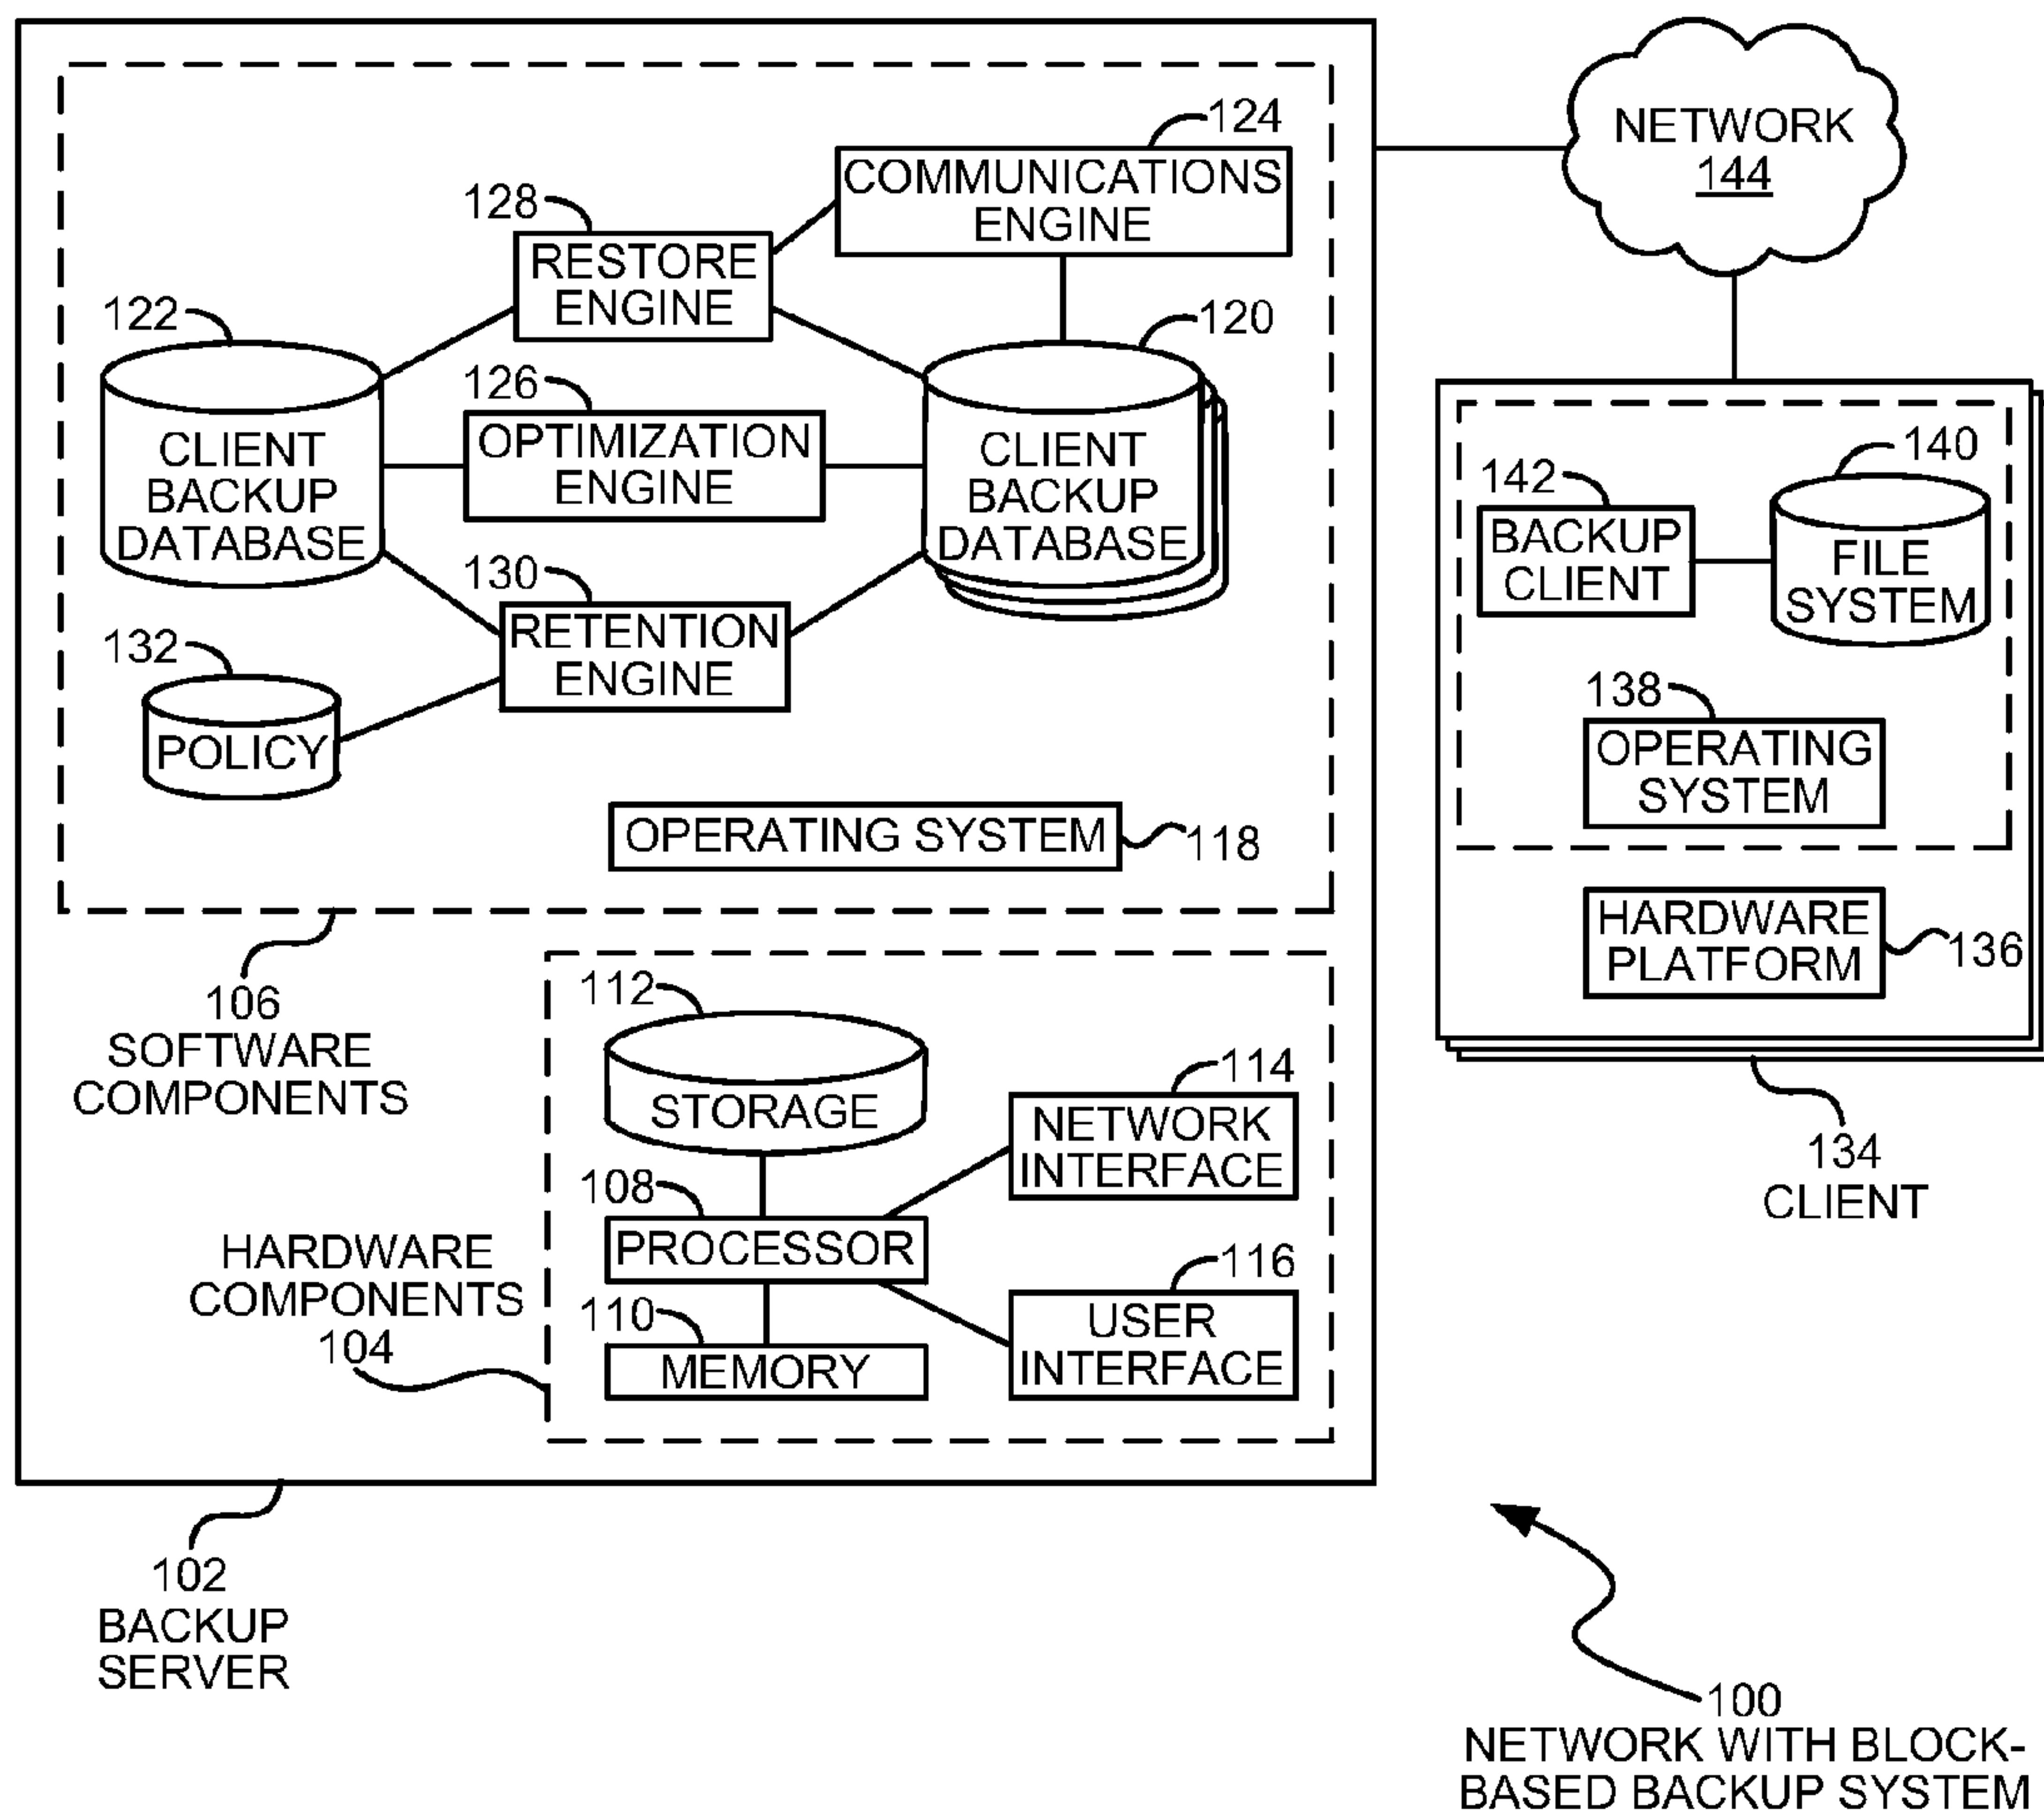 124
COMMUNICATIONS
ENGINE
NETWORK
144
128
RESTORE
ENGINE
122
CLIENT
BACKUP
DATABASE
120
CLIENT
BACKUP
DATABASE
126
OPTIMIZATION
ENGINE
130
RETENTION
ENGINE
132
POLICY
OPERATING SYSTEM
118
106
SOFTWARE
COMPONENTS
142
BACKUP
CLIENT
140
FILE
SYSTEM
138
OPERATING
SYSTEM
HARDWARE
PLATFORM
136
134
CLIENT
112
STORAGE
114
NETWORK
INTERFACE
108
PROCESSOR
116
USER
INTERFACE
110
MEMORY
HARDWARE
COMPONENTS
104
102
BACKUP
SERVER
100
NETWORK WITH BLOCK-
BASED BACKUP SYSTEM